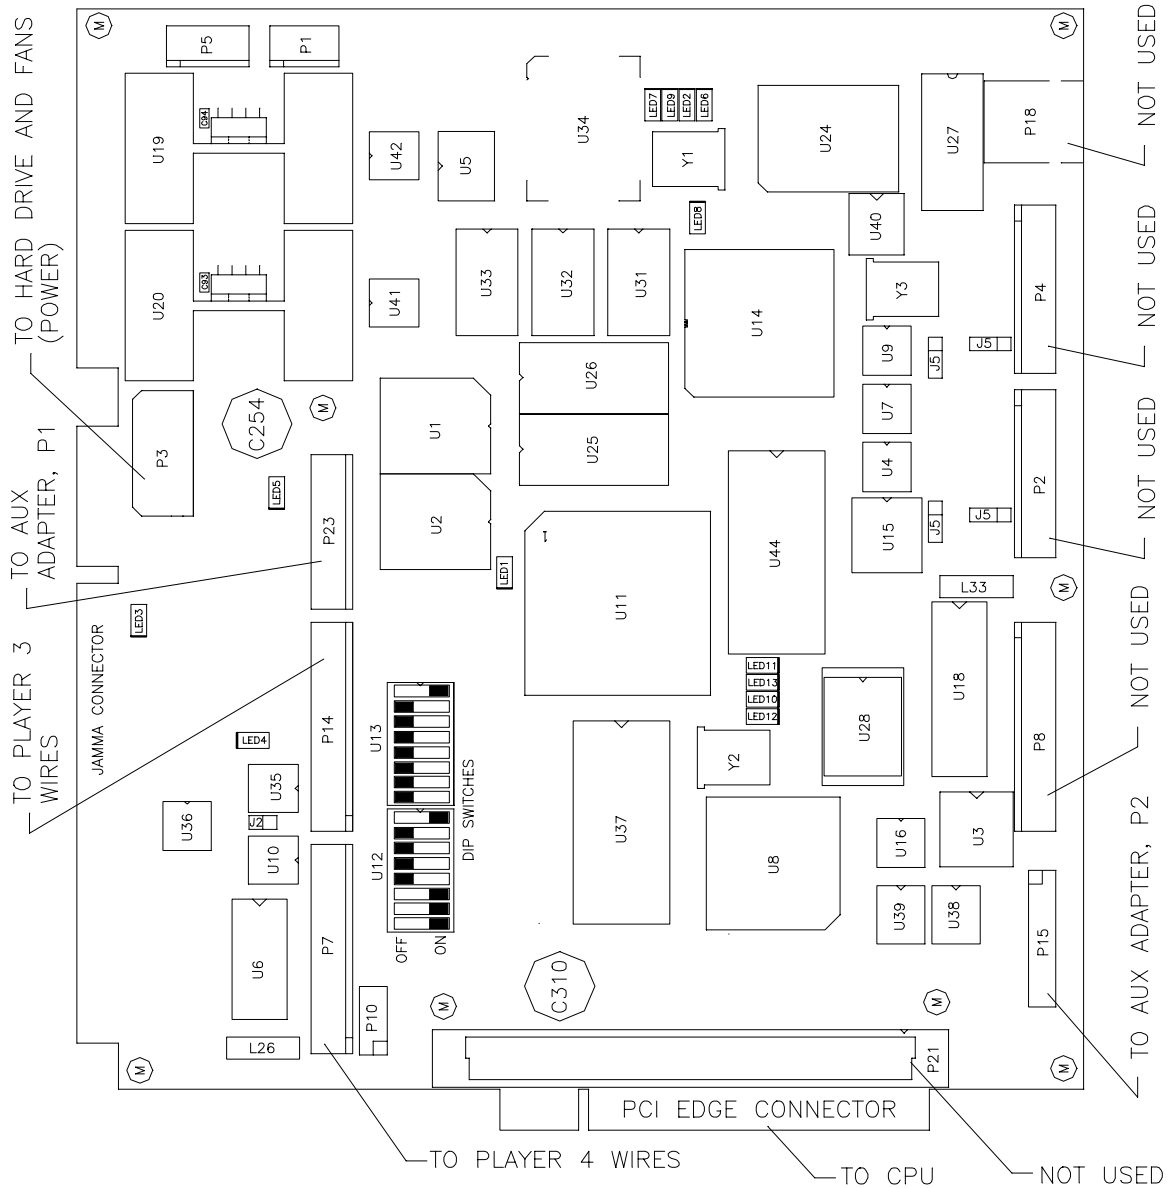 TO HARD DRIVE AND FANS
(POWER)
TO AUX
ADAPTER, P1
TO PLAYER 3
WIRES
JAMMA CONNECTOR
M
P5
P1
U19
C94
U42
U5
U34
LED7
LED9
LED2
LED6
Y1
U24
U27
P18
M
NOT USED
LED8
U40
U20
C93
U41
U33
U32
U31
U14
Y3
P4
NOT USED
U9
J5
J5
P3
C254
M
U1
U26
U25
U7
U4
P2
NOT USED
LED5
P23
U2
LED1
U11
U44
U15
J5
J5
L33
M
LED3
P14
U13
LED11
LED13
LED10
LED12
U28
U18
P8
NOT USED
LED4
U35
J2
U36
U10
DIP SWITCHES
U12
OFF
ON
U37
Y2
U8
U16
U3
U39
U38
P15
TO AUX ADAPTER, P2
U6
P7
P10
L26
C310
M
M
M
M
P21
PCI EDGE CONNECTOR
TO PLAYER 4 WIRES
TO CPU
NOT USED